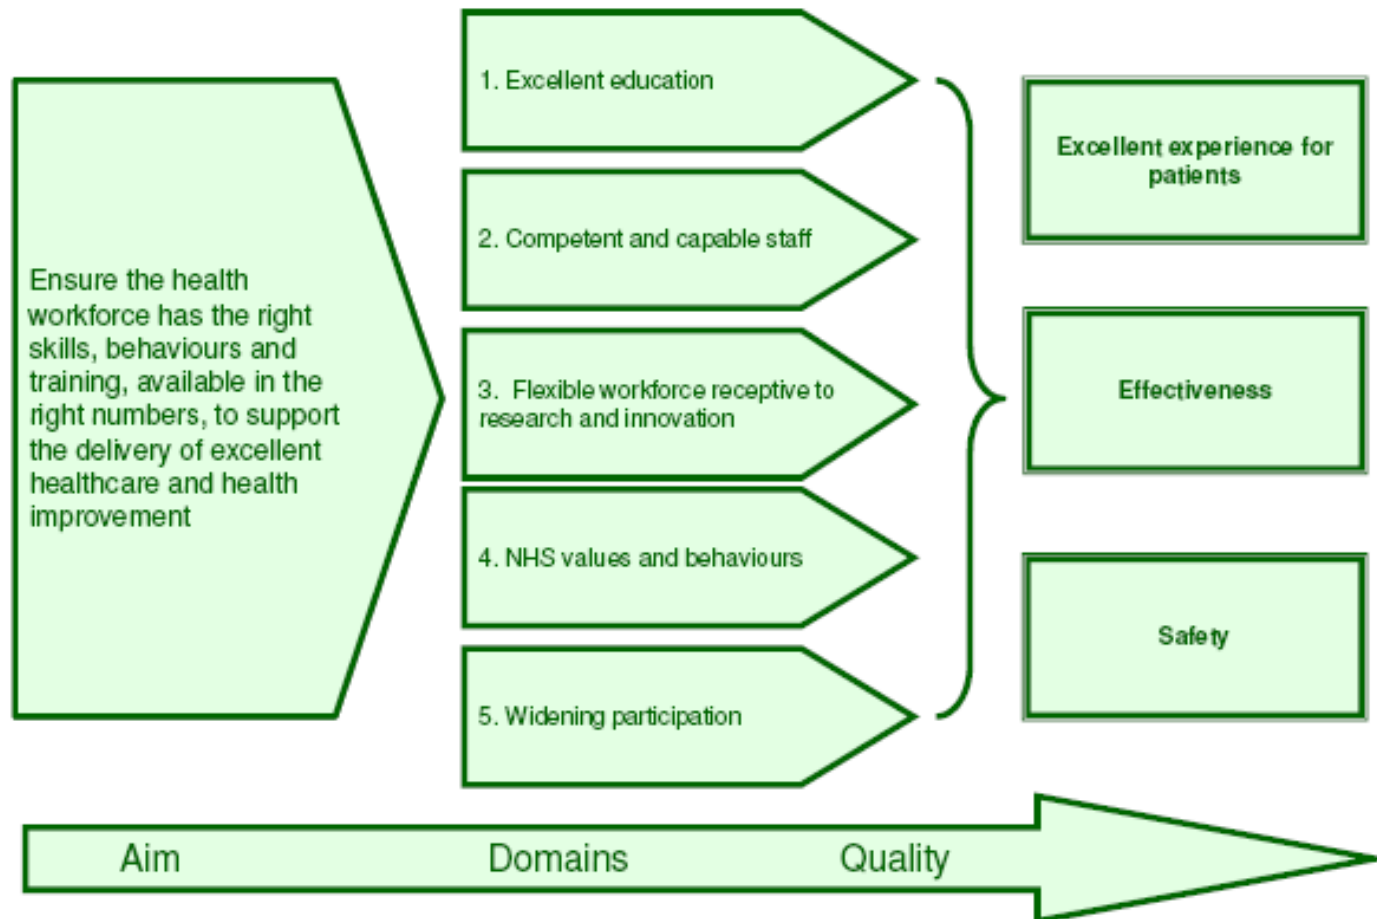 Ensure the health
workforce has the right
skills, behaviours and
training, available in the
right numbers, to support
the delivery of excellent
healthcare and health
improvement
1. Excellent education
2. Competent and capable staff
3.  Flexible workforce receptive to
research and innovation
4. NHS values and behaviours
5. Widening participation
Excellent experience for
patients
Effectiveness
Safety
Aim
Domains
Quality